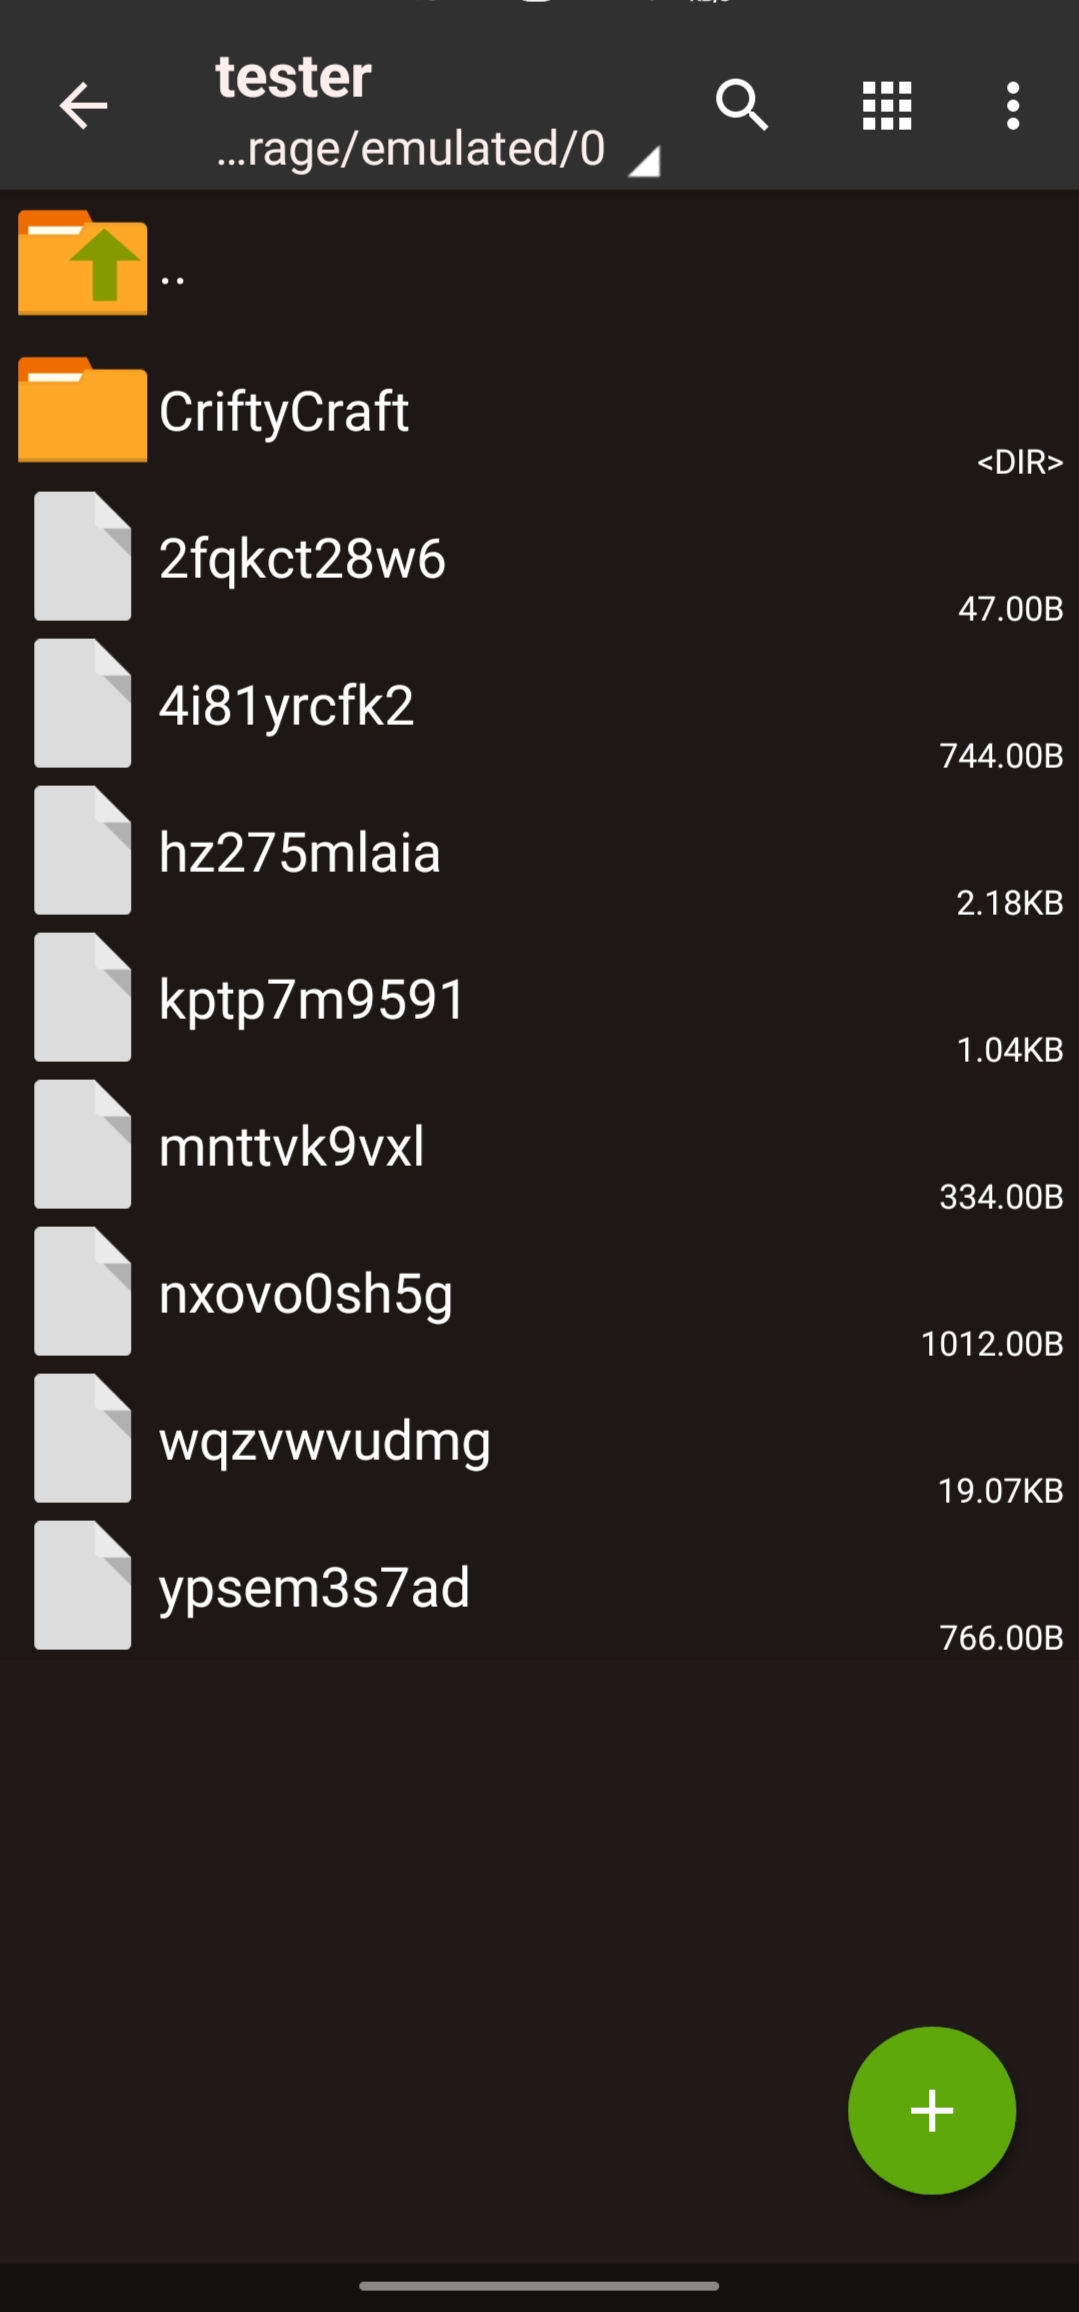 tester
...rage/emulated/0
..
CriftyCraft
<DIR>
2fqkct28w6
47.00B
4i81yrcfk2
744.00B
hz275mlaia
2.18KB
kptp7m9591
1.04KB
mnttvk9vxl
334.00B
nxovo0sh5g
1012.00B
wqzvwvudmg
19.07KB
ypsem3s7ad
766.00B